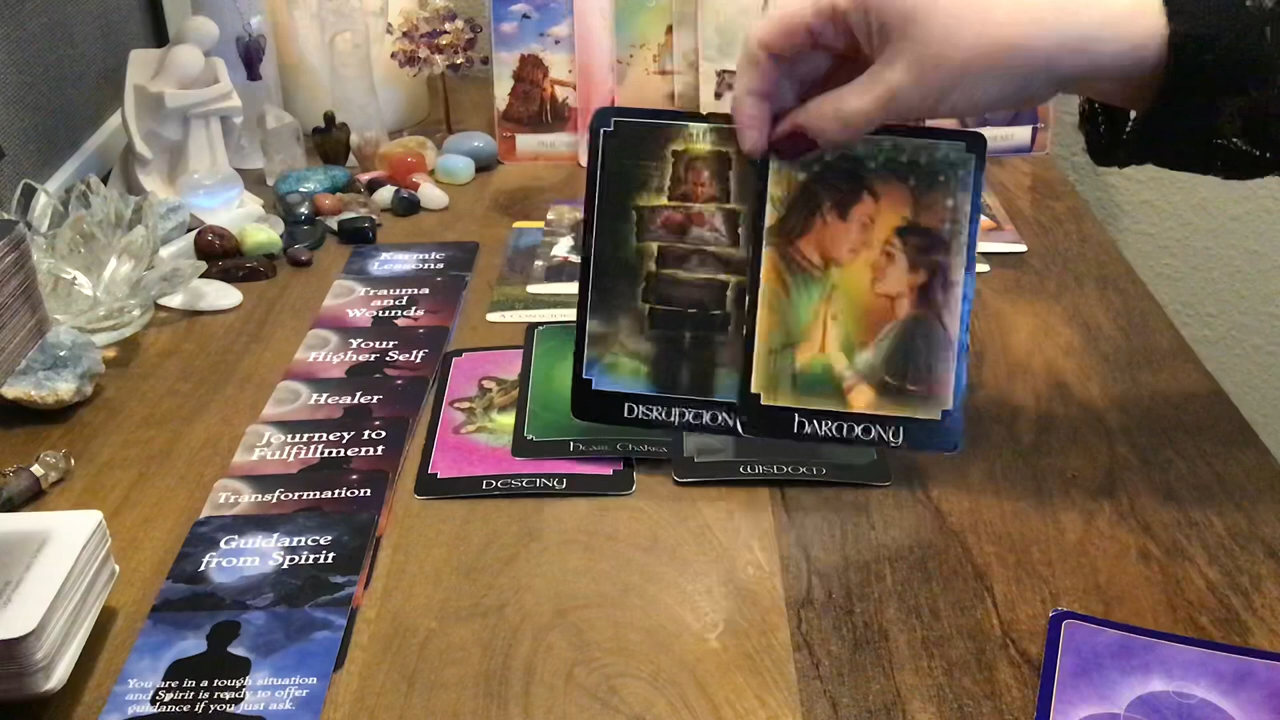 Karmic
Lessons
Trauma
and
Wounds
Your
Higher Self
Healer
Journey to
Fulfillment
Transformation
Guidance
from Spirit
You are in a tough situation
and Spirit is ready to offer
guidance if you just ask.
DESTINY
Heart Chakra
WISDOM
DISRUPTION
HARMONY